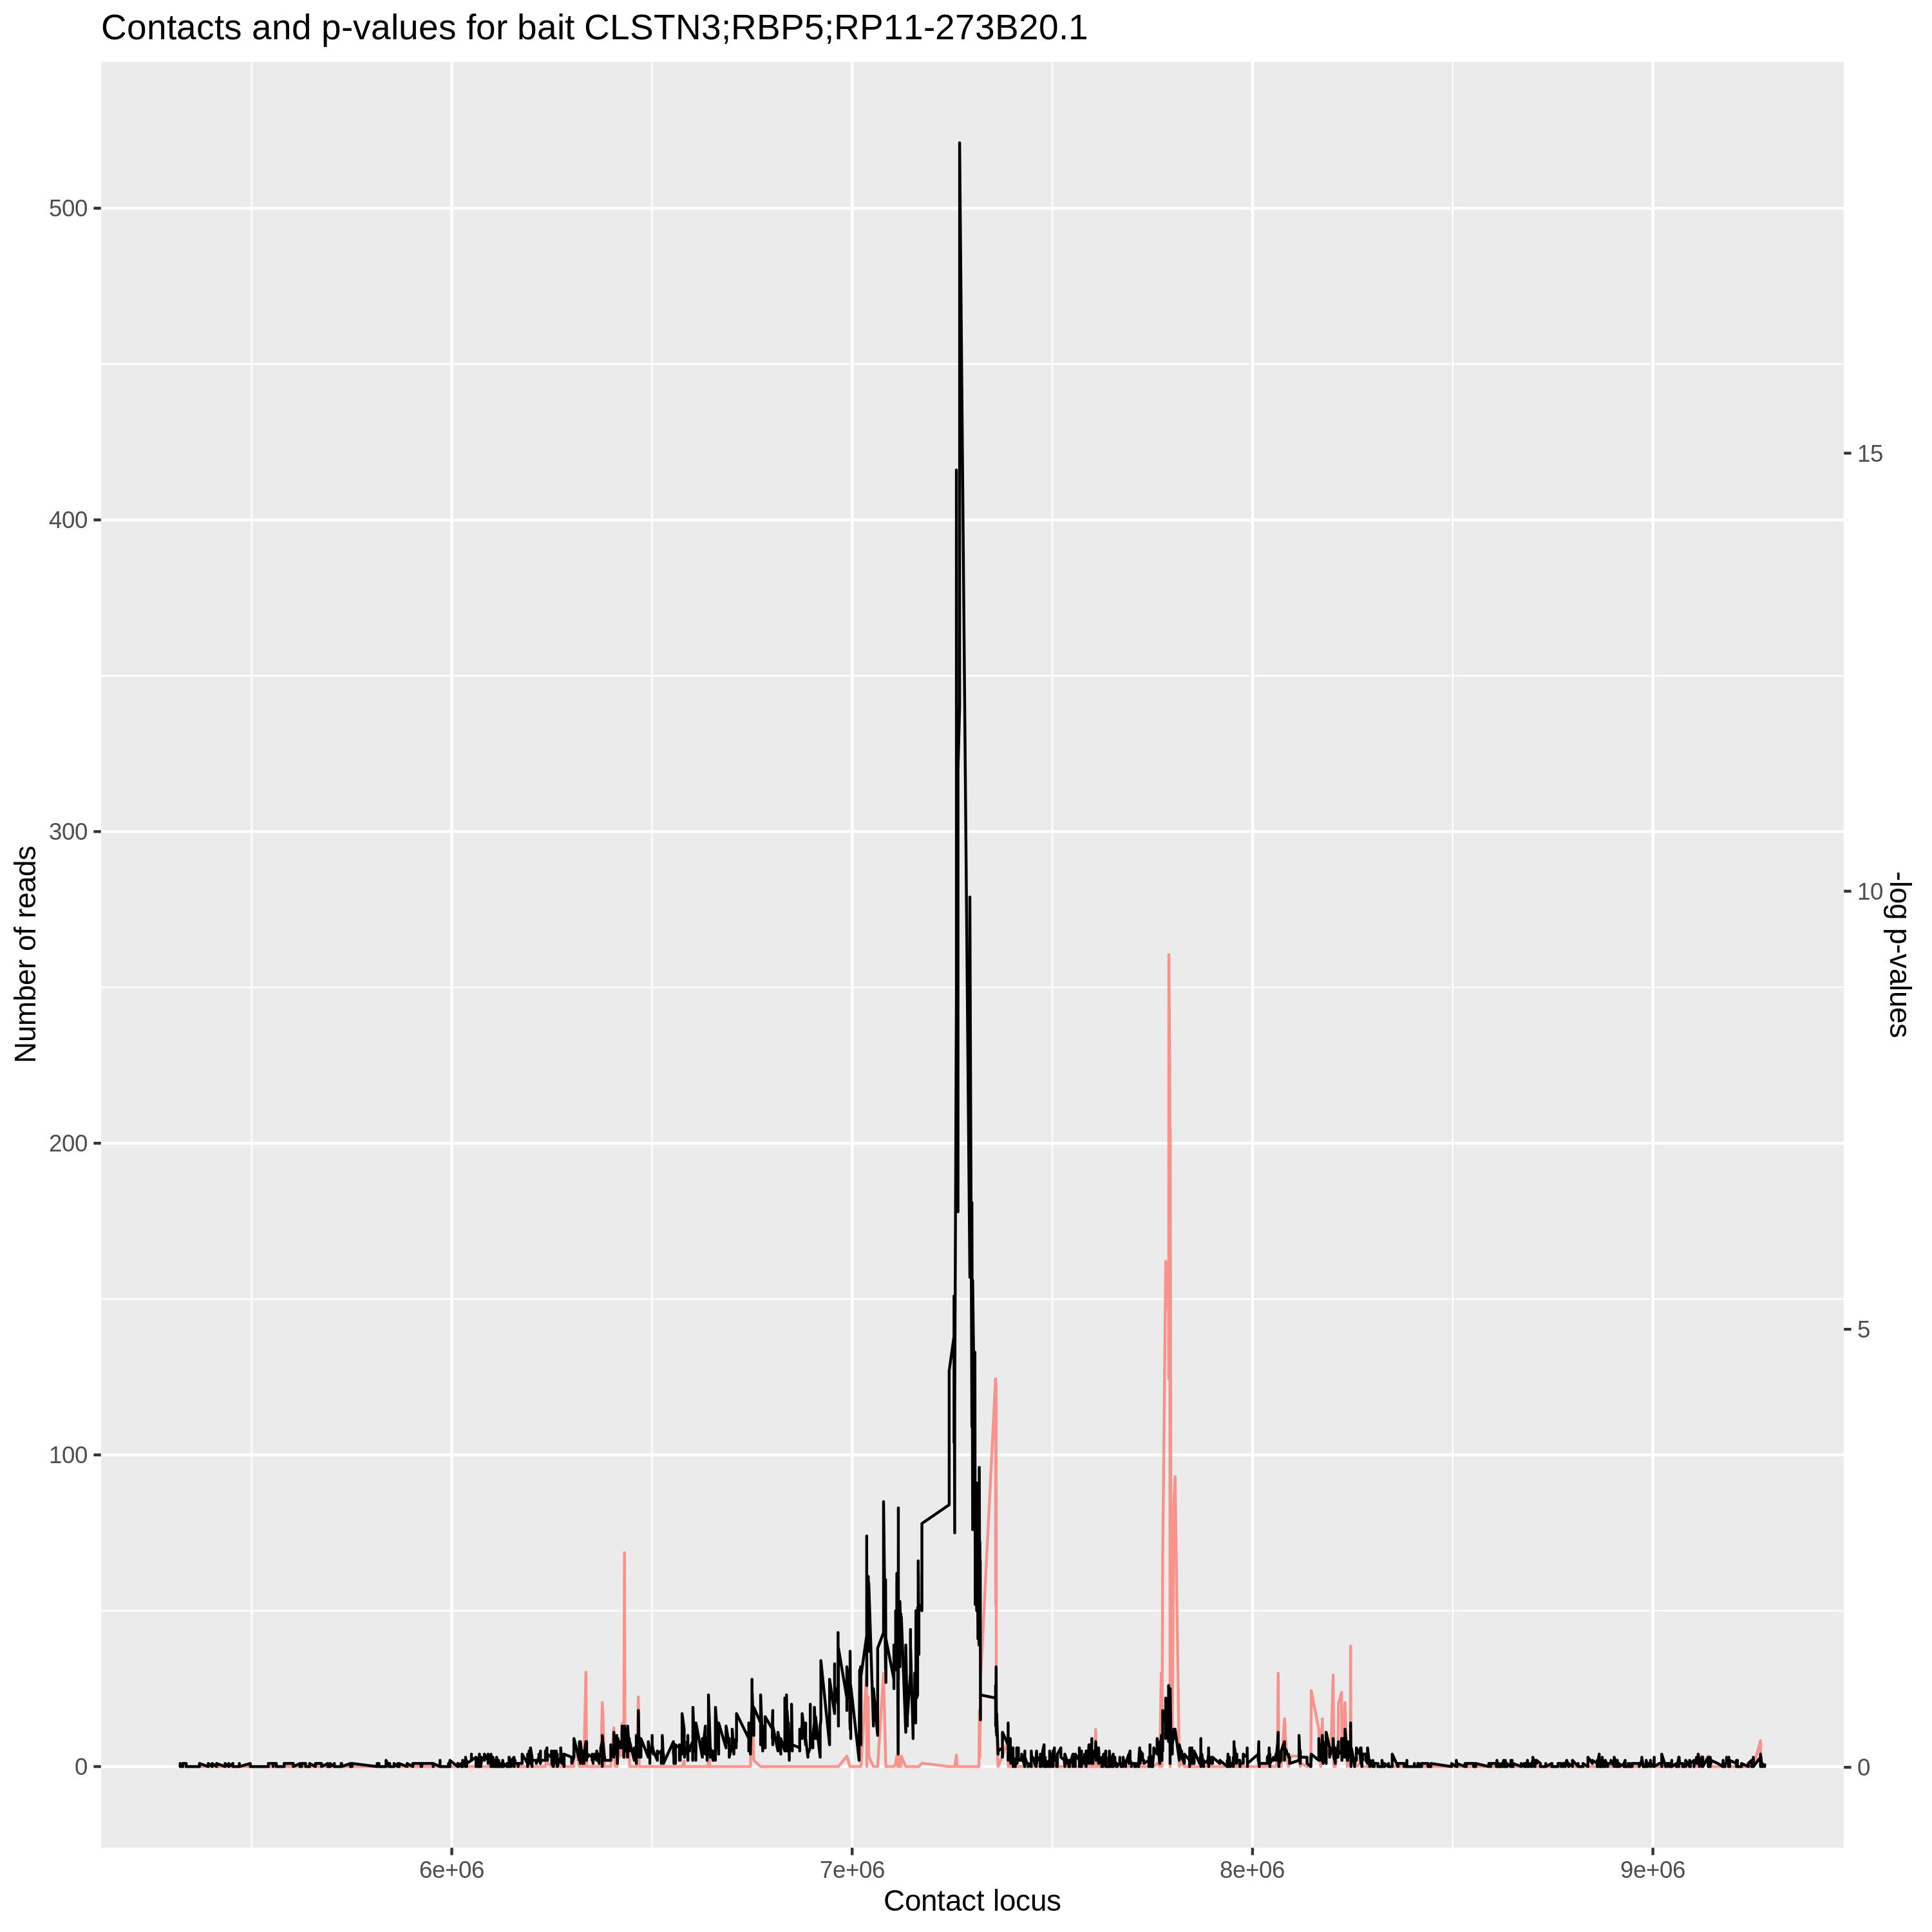 Contacts and p-values for bait CLSTN3;RBP5;RP11-273B20.1
500
400
300
200
100
0
Number of reads
15
10
5
0
-log p-values
6e+06
7e+06
8e+06
9e+06
Contact locus